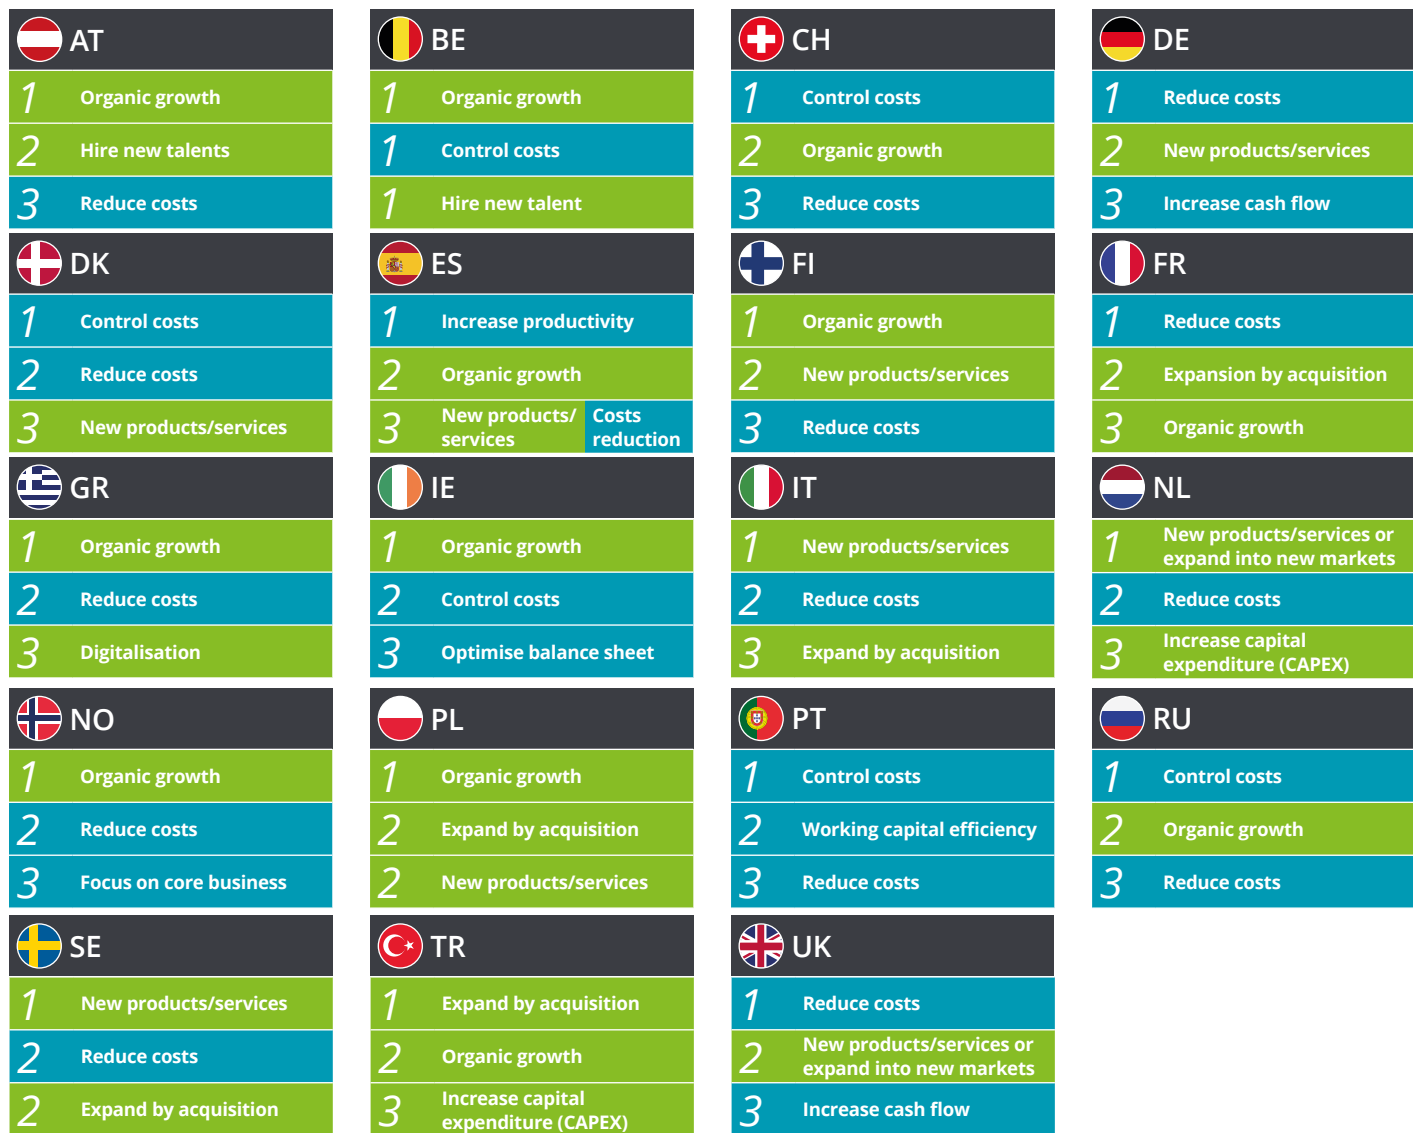 AT
1 Organic growth
2 Hire new talents
3 Reduce costs
BE
1 Organic growth
1 Control costs
1 Hire new talent
CH
1 Control costs
2 Organic growth
3 Reduce costs
DE
1 Reduce costs
2 New products/services
3 Increase cash flow
DK
1 Control costs
2 Reduce costs
3 New products/services
ES
1 Increase productivity
2 Organic growth
3 New products/
services
Costs
reduction
FI
1 Organic growth
2 New products/services
3 Reduce costs
FR
1 Reduce costs
2 Expansion by acquisition
3 Organic growth
GR
1 Organic growth
2 Reduce costs
3 Digitalisation
IE
1 Organic growth
2 Control costs
3 Optimise balance sheet
IT
1 New products/services
2 Reduce costs
3 Expand by acquisition
NL
1 New products/services or
expand into new markets
2 Reduce costs
3 Increase capital
expenditure (CAPEX)
NO
1 Organic growth
2 Reduce costs
3 Focus on core business
PL
1 Organic growth
2 Expand by acquisition
2 New products/services
PT
1 Control costs
2 Working capital efficiency
3 Reduce costs
RU
1 Control costs
2 Organic growth
3 Reduce costs
SE
1 New products/services
2 Reduce costs
2 Expand by acquisition
TR
1 Expand by acquisition
2 Organic growth
3 Increase capital
expenditure (CAPEX)
UK
1 Reduce costs
2 New products/services or
expand into new markets
3 Increase cash flow